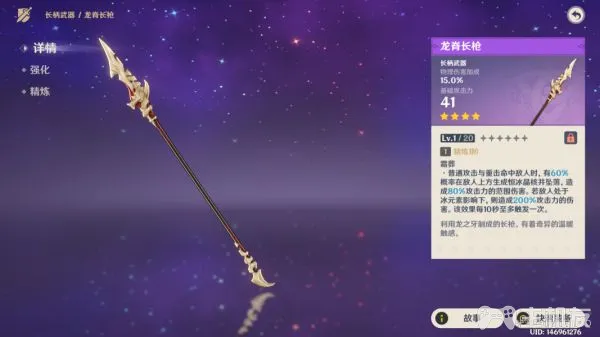 长柄武器 / 龙脊长枪
详情
强化
精炼
龙脊长枪
长柄武器
物理伤害加成
15.0%
基础攻击力
41
Lv.1 / 20
1 精炼1阶
霜葬
·普通攻击与重击命中敌人时，有60%
概率在敌人上方生成恒冰晶核并坠落，造
成80%攻击力的范围伤害。若敌人处于
冰元素影响下，则造成200%攻击力的伤
害。该效果每10秒至多触发一次。
利用龙之牙制成的长枪。有着奇异的温暖
触感。
故事
UID: 146961276